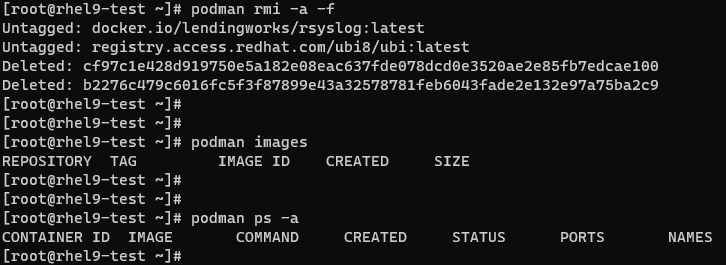 [root@rhel9-test ~]# podman rmi -a -f
Untagged: docker.io/lendingworks/rsyslog:latest
Untagged: registry.access.redhat.com/ubi8/ubi:latest
Deleted: cf97c1e428d919750e5a182e08eac637fde078dcd0e3520ae2e85fb7edcae100
Deleted: b2276c479c6016fc5f3f87899e43a32578781feb6043fade2e132e97a75ba2c9
[root@rhel9-test ~]#
[root@rhel9-test ~]#
[root@rhel9-test ~]# podman images
REPOSITORY  TAG         IMAGE ID    CREATED     SIZE
[root@rhel9-test ~]#
[root@rhel9-test ~]#
[root@rhel9-test ~]# podman ps -a
CONTAINER ID  IMAGE       COMMAND     CREATED     STATUS      PORTS       NAMES
[root@rhel9-test ~]#